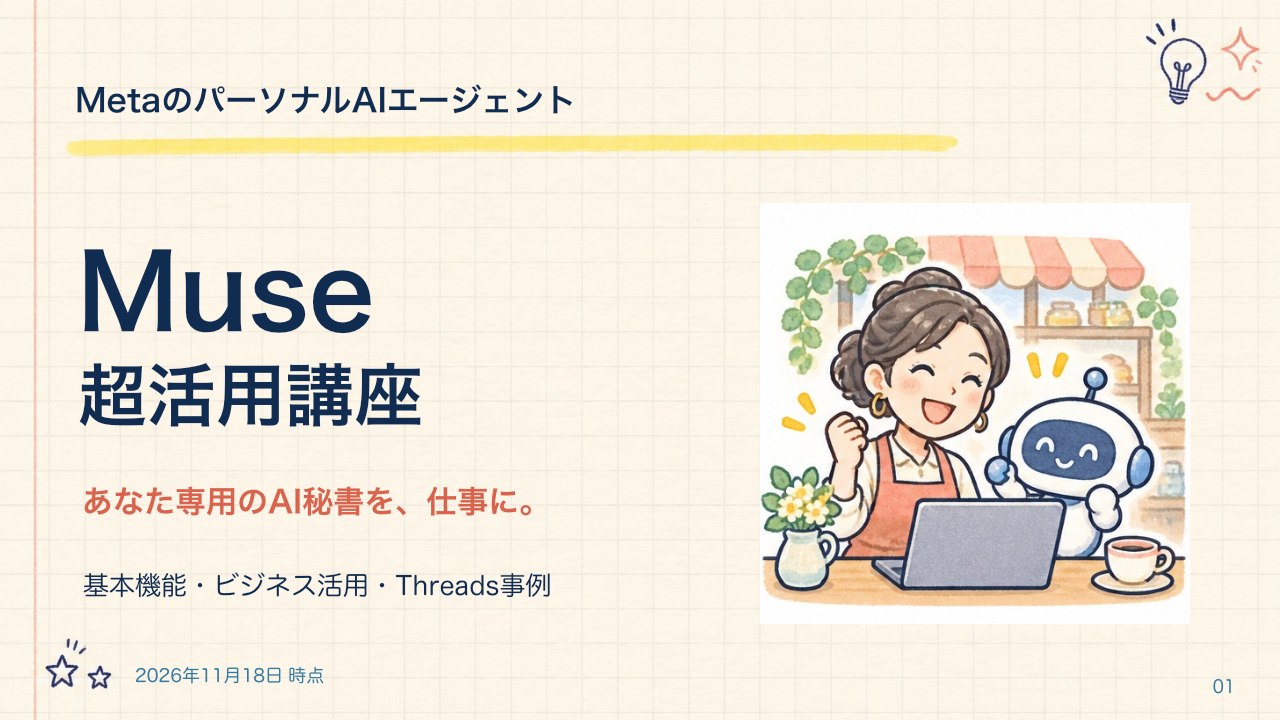 MetaのパーソナルAIエージェント
Muse
超活用講座
あなた専用のAI秘書を、仕事に。
基本機能・ビジネス活用・Threads事例
2026年11月18日 時点
01